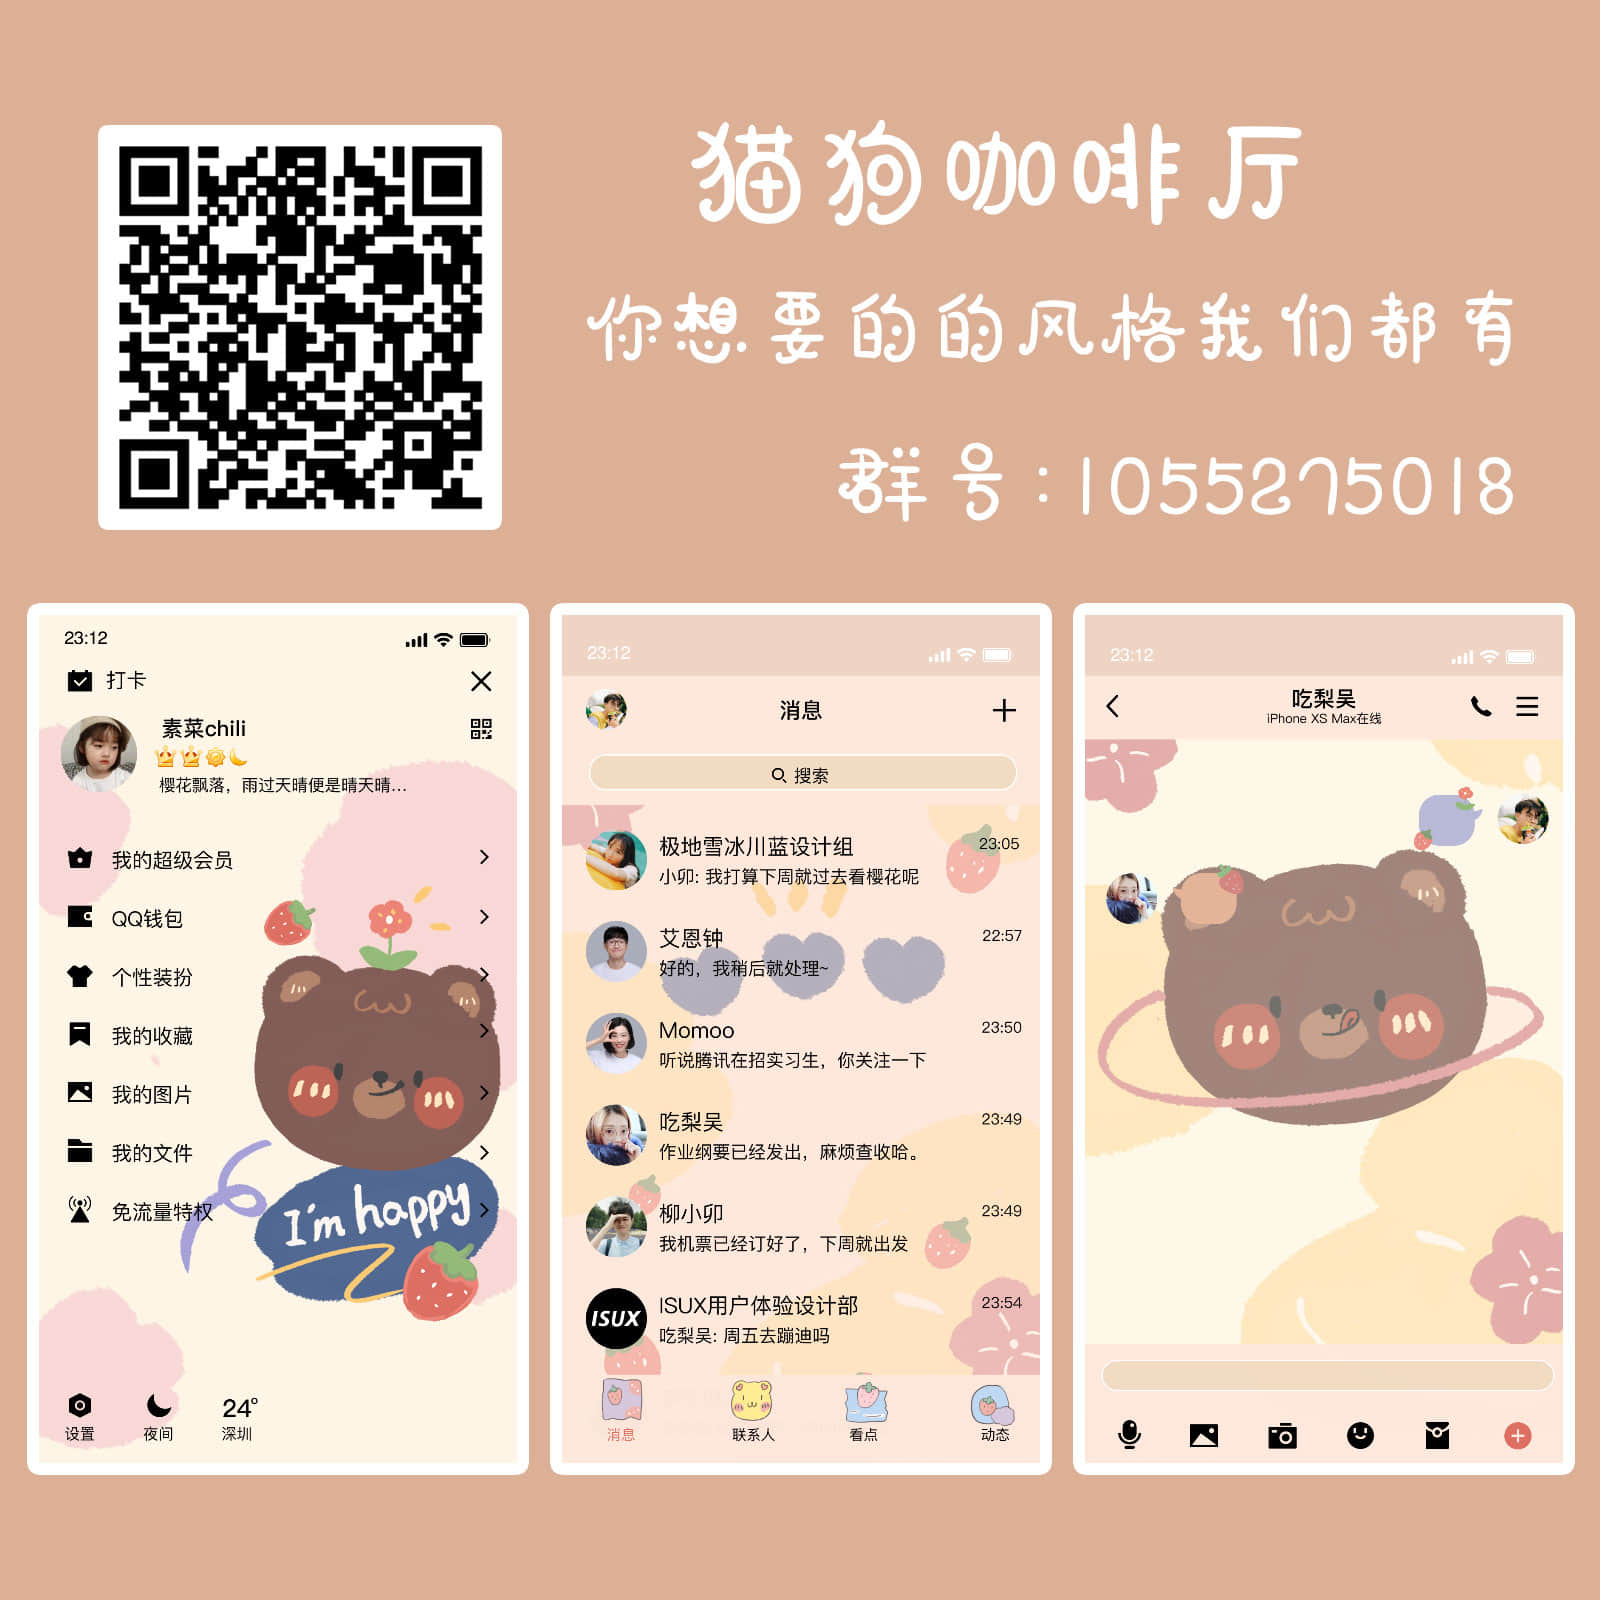 猫狗咖啡厅
你想要的的风格我们都有
群号:1055275018
23:12
打卡
素菜chili
樱花飘落，雨过天晴便是晴天晴...
我的超级会员
QQ钱包
个性装扮
我的收藏
我的图片
我的文件
免流量特权
I'm happy
设置
夜间
24°
深圳
23:12
消息
搜索
极地雪冰川蓝设计组
23:05
小卯: 我打算下周就过去看樱花呢
艾恩钟
22:57
好的，我稍后就处理~
Momoo
23:50
听说腾讯在招实习生，你关注一下
吃梨吴
23:49
作业纲要已经发出，麻烦查收哈。
柳小卯
23:49
我机票已经订好了，下周就出发
ISUX
ISUX用户体验设计部
23:54
吃梨吴: 周五去蹦迪吗
消息
联系人
看点
动态
23:12
吃梨吴
iPhone XS Max在线